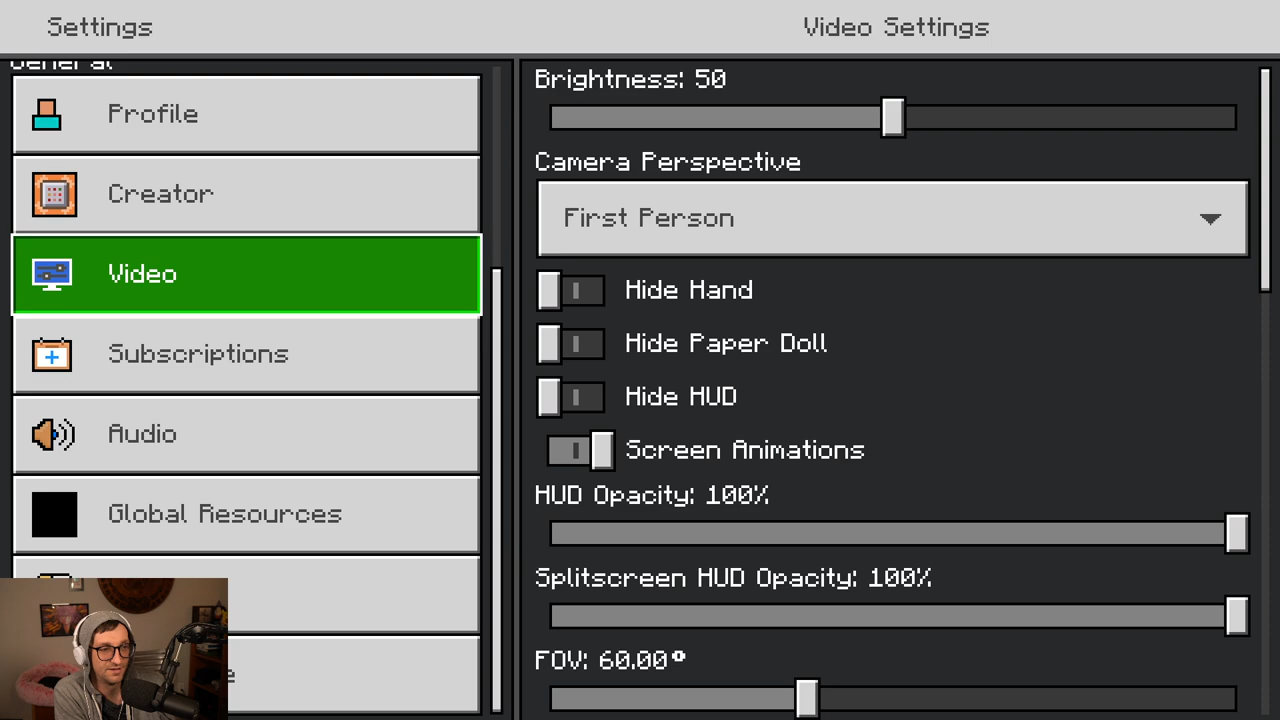 Settings
Video Settings
General
Profile
Creator
Video
Subscriptions
Audio
Global Resources
Brightness: 50
Camera Perspective
First Person
Hide Hand
Hide Paper Doll
Hide HUD
Screen Animations
HUD Opacity: 100%
Splitscreen HUD Opacity: 100%
FOV: 60.00°